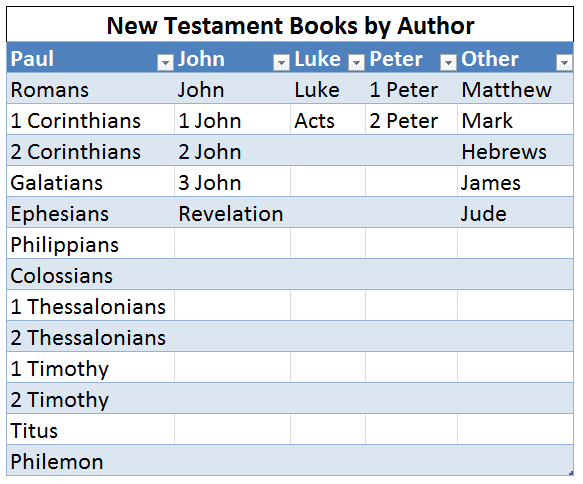 New Testament Books by Author
Paul John Luke Peter Other
Romans John Luke 1 Peter Matthew
1 Corinthians 1 John Acts 2 Peter Mark
2 Corinthians 2 John Hebrews
Galatians 3 John James
Ephesians Revelation Jude
Philippians
Colossians
1 Thessalonians
2 Thessalonians
1 Timothy
2 Timothy
Titus
Philemon